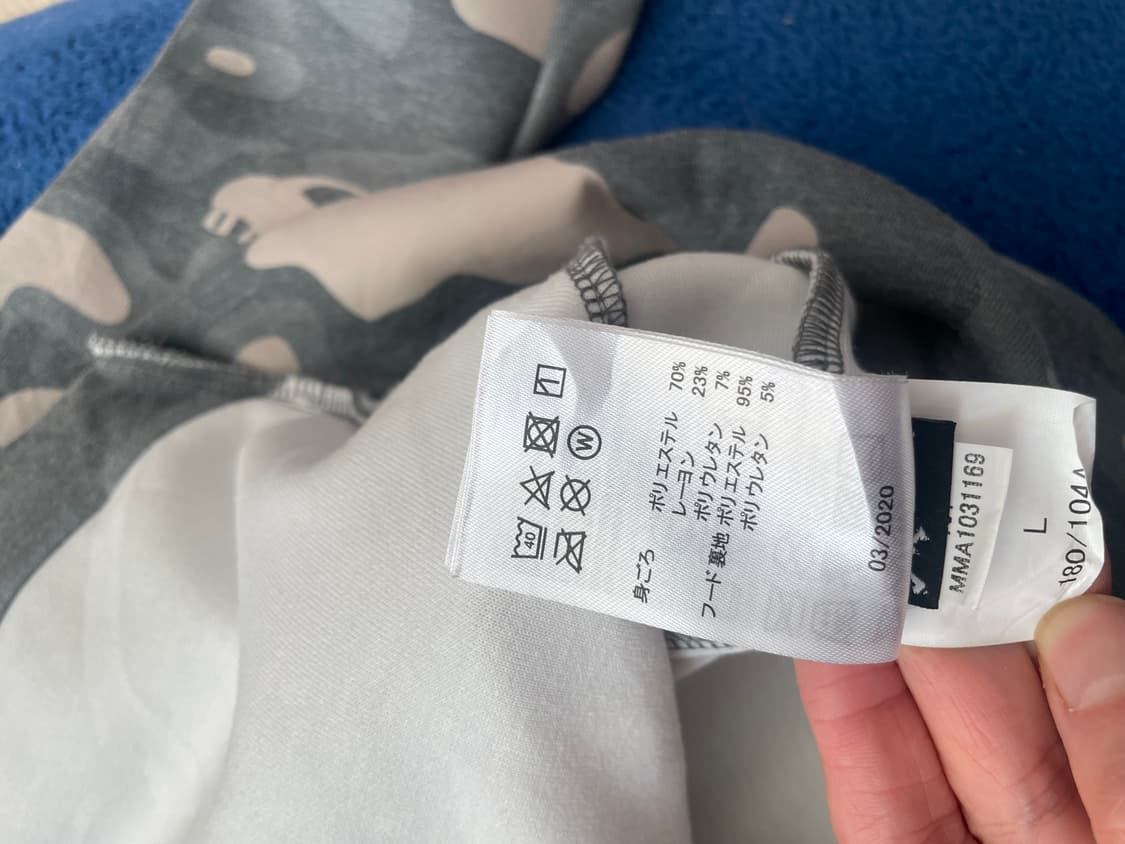 40
W
身ごろ ポリエステル 70%
レーヨン 23%
ポリウレタン 7%
フード裏地 ポリエステル 95%
ポリウレタン 5%
03/2020
MMA1031169
L
180/104A